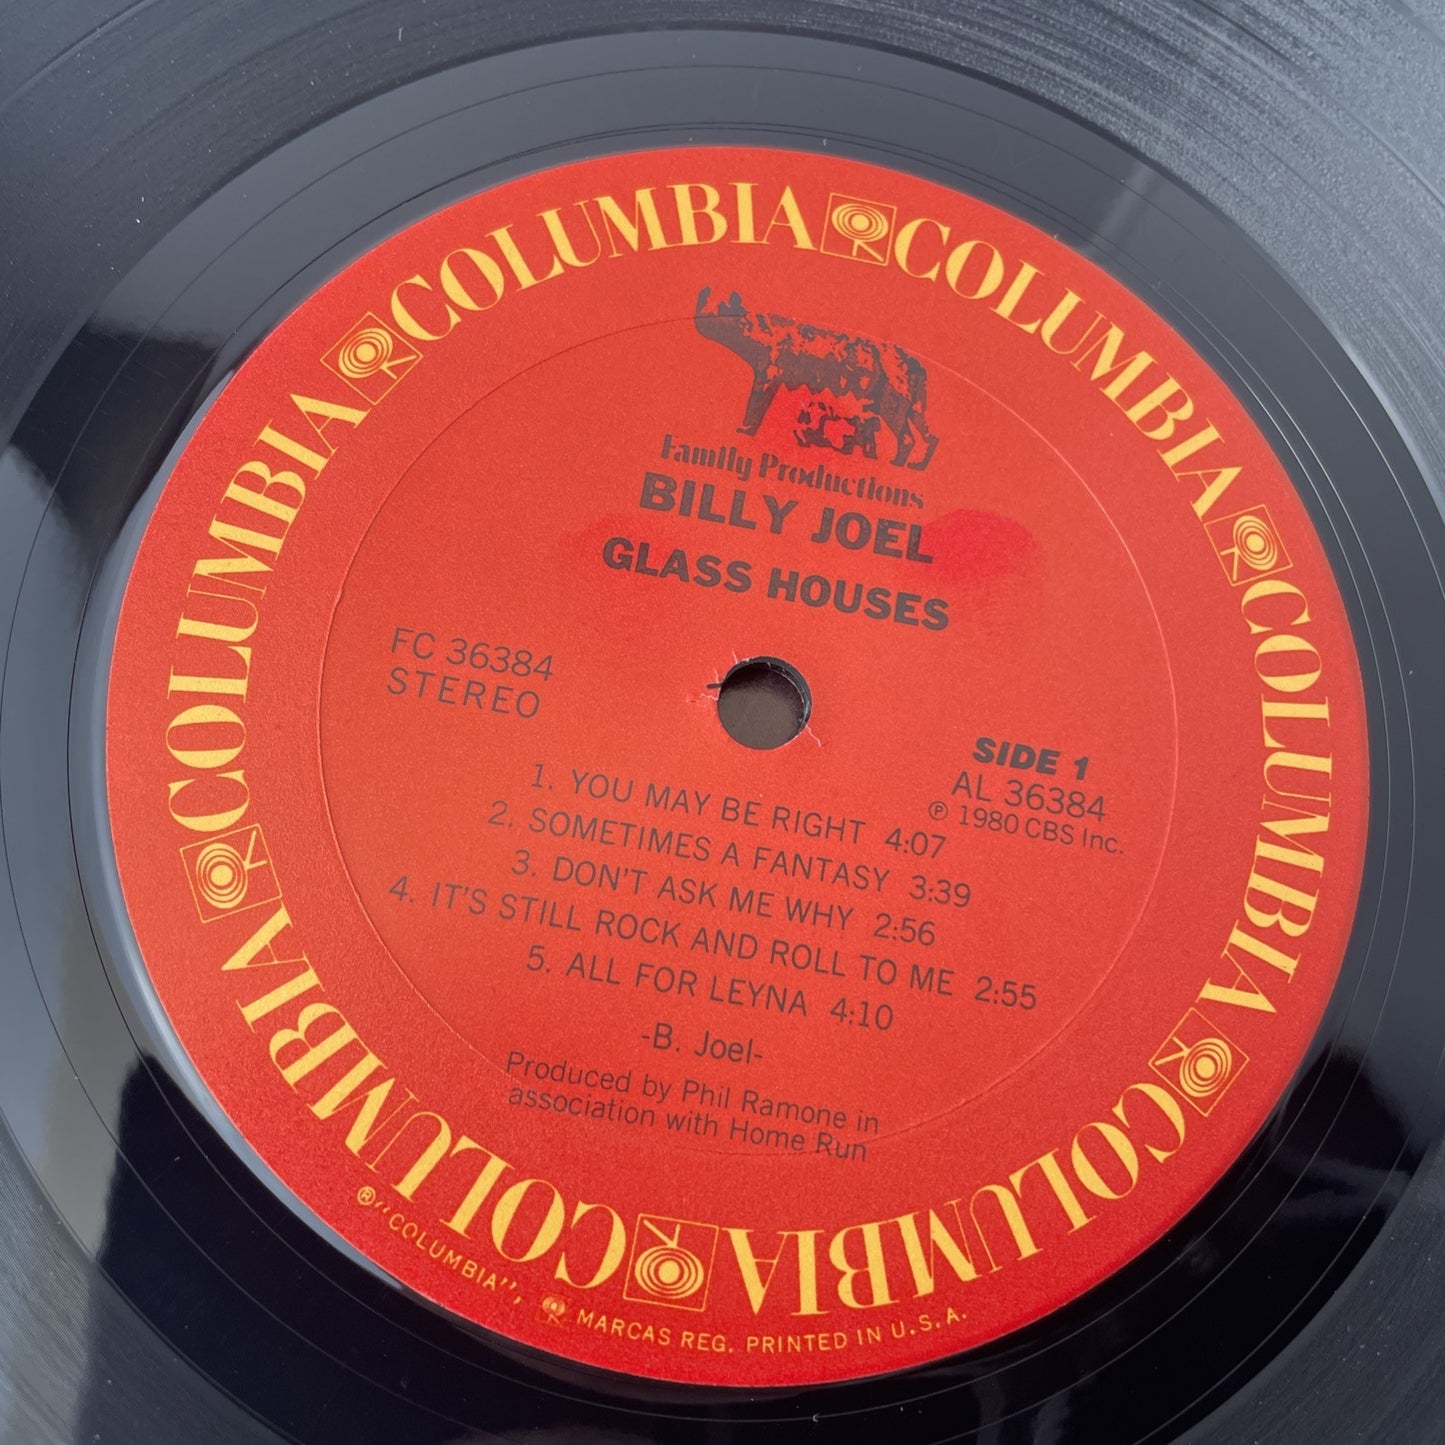 COLUMBIA COLUMBIA COLUMBIA COLUMBIA COLUMBIA COLUMBIA
Family Productions
BILLY JOEL
GLASS HOUSES
FC 36384
STEREO
SIDE 1
AL 36384
℗ 1980 CBS Inc.
1. YOU MAY BE RIGHT 4:07
2. SOMETIMES A FANTASY 3:39
3. DON'T ASK ME WHY 2:56
4. IT'S STILL ROCK AND ROLL TO ME 2:55
5. ALL FOR LEYNA 4:10
-B. Joel-
Produced by Phil Ramone in
association with Home Run
®"COLUMBIA", MARCAS REG. PRINTED IN U.S.A.